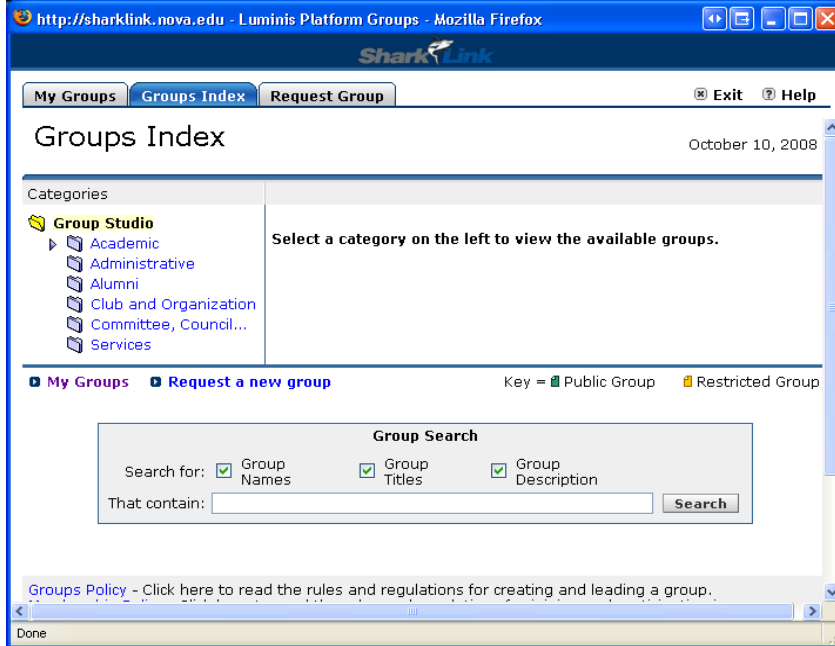 http://sharklink.nova.edu - Luminis Platform Groups - Mozilla Firefox
SharkLink
My Groups Groups Index Request Group Exit Help
Groups Index
October 10, 2008
Categories
Group Studio
Academic
Select a category on the left to view the available groups.
Administrative
Alumni
Club and Organization
Committee, Council...
Services
My Groups Request a new group Key = Public Group Restricted Group
Group Search
Search for: Group Names Group Titles Group Description
That contain: Search
Groups Policy - Click here to read the rules and regulations for creating and leading a group.
Done